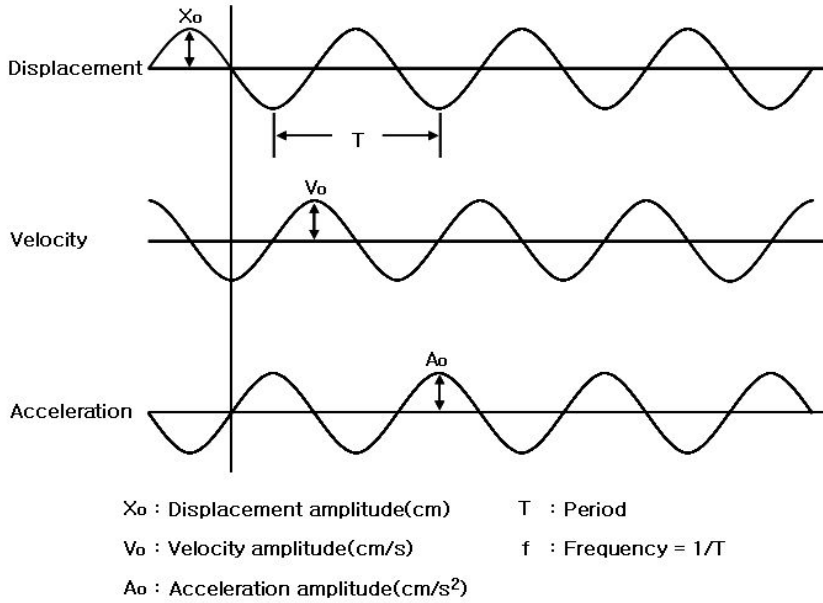 Xo
Displacement
T
Vo
Velocity
Ao
Acceleration
Xo : Displacement amplitude(cm) T : Period
Vo : Velocity amplitude(cm/s) f : Frequency = 1/T
Ao : Acceleration amplitude(cm/s²)